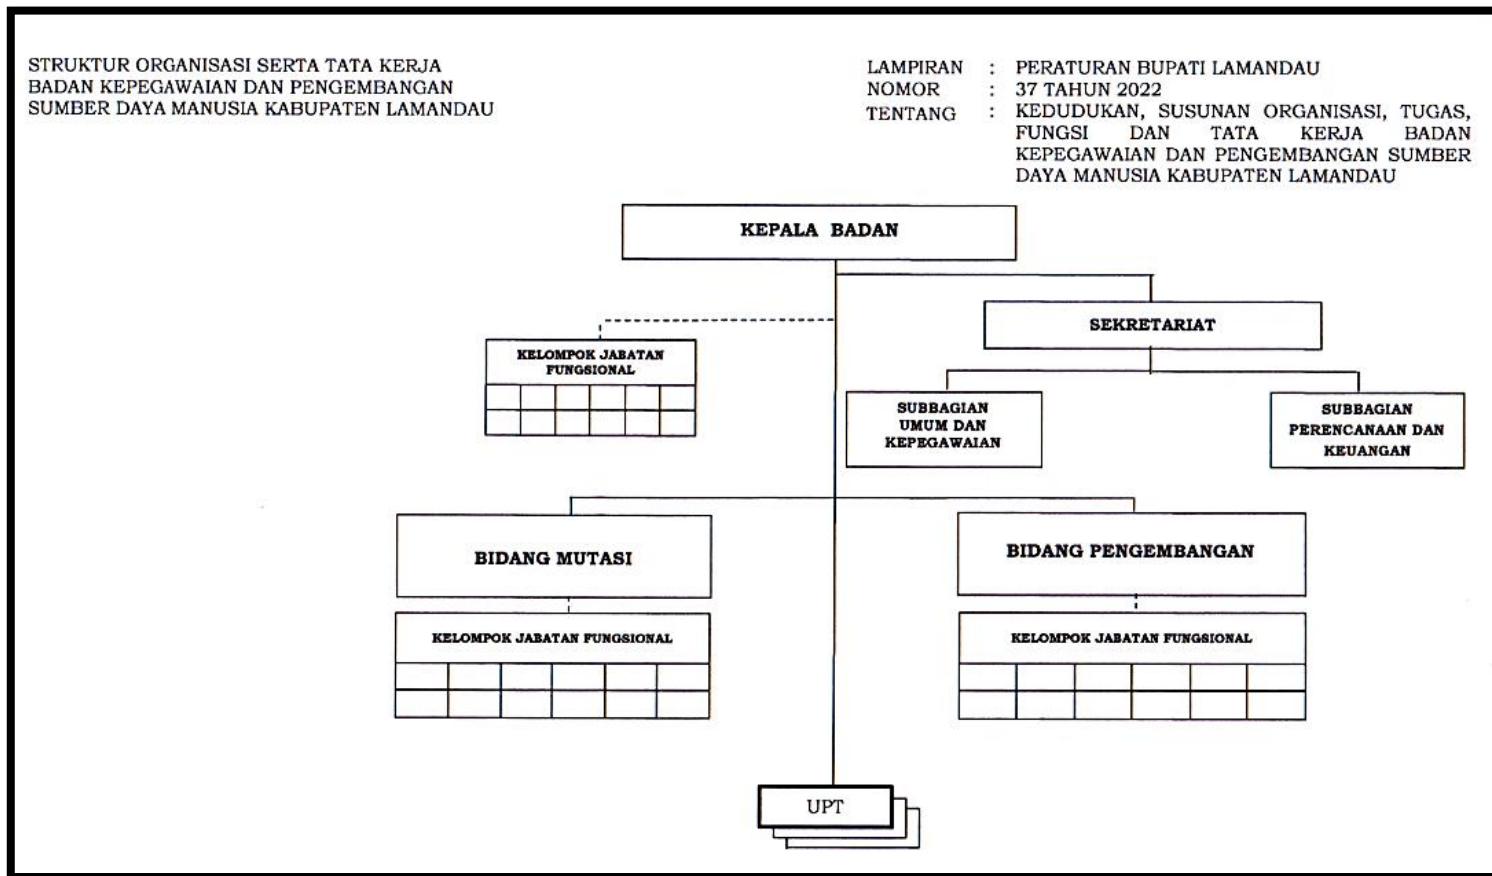 STRUKTUR ORGANISASI SERTA TATA KERJA
BADAN KEPEGAWAIAN DAN PENGEMBANGAN
SUMBER DAYA MANUSIA KABUPATEN LAMANDAU
LAMPIRAN : PERATURAN BUPATI LAMANDAU
NOMOR : 37 TAHUN 2022
TENTANG : KEDUDUKAN, SUSUNAN ORGANISASI, TUGAS,
FUNGSI DAN TATA KERJA BADAN
KEPEGAWAIAN DAN PENGEMBANGAN SUMBER
DAYA MANUSIA KABUPATEN LAMANDAU
KEPALA BADAN
SEKRETARIAT
KELOMPOK JABATAN
FUNGSIONAL
SUBBAGIAN
UMUM DAN
KEPEGAWAIAN
SUBBAGIAN
PERENCANAAN DAN
KEUANGAN
BIDANG MUTASI
BIDANG PENGEMBANGAN
KELOMPOK JABATAN FUNGSIONAL
KELOMPOK JABATAN FUNGSIONAL
UPT